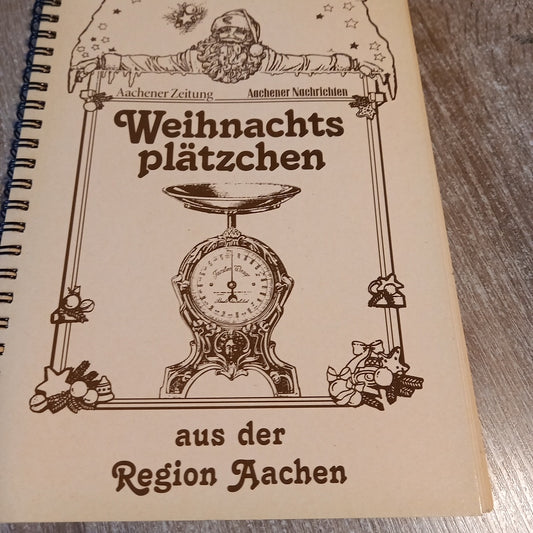 Aachener Zeitung Aachener Nachrichten
Weihnachts
plätzchen
aus der
Region Aachen